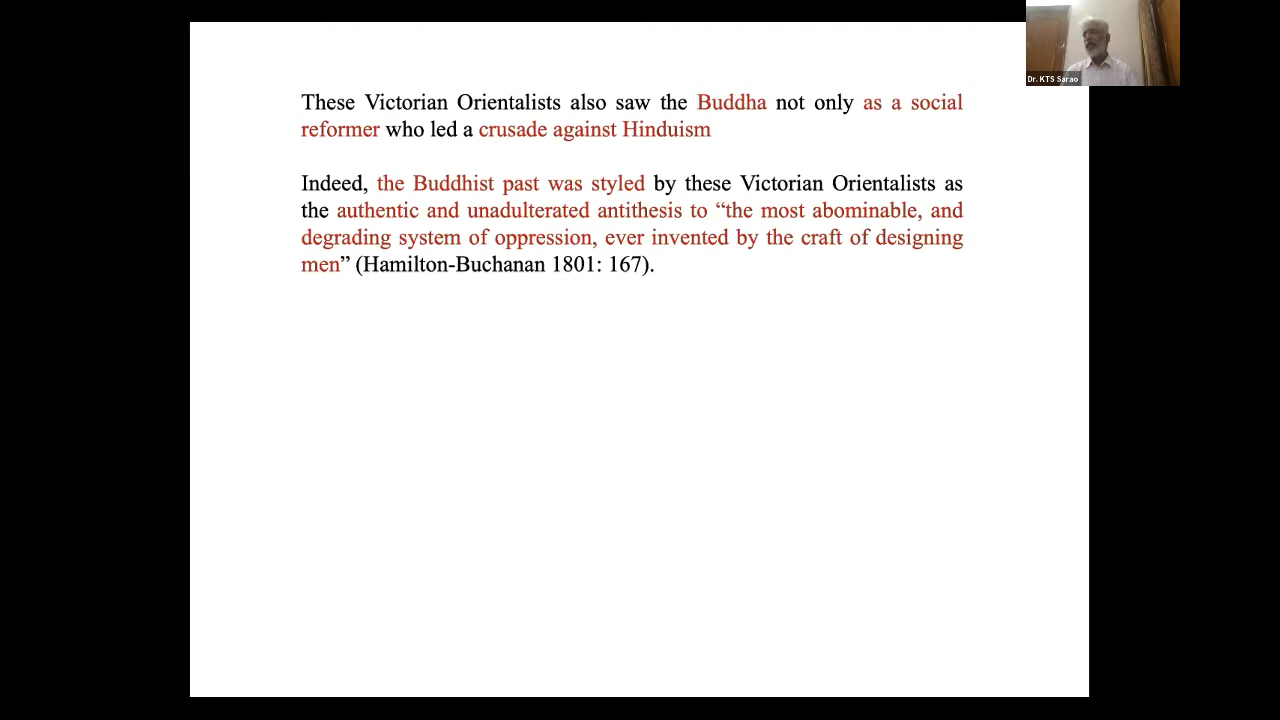 Dr. KTS Sarao
These Victorian Orientalists also saw the Buddha not only as a social
reformer who led a crusade against Hinduism
Indeed, the Buddhist past was styled by these Victorian Orientalists as
the authentic and unadulterated antithesis to “the most abominable, and
degrading system of oppression, ever invented by the craft of designing
men” (Hamilton-Buchanan 1801: 167).